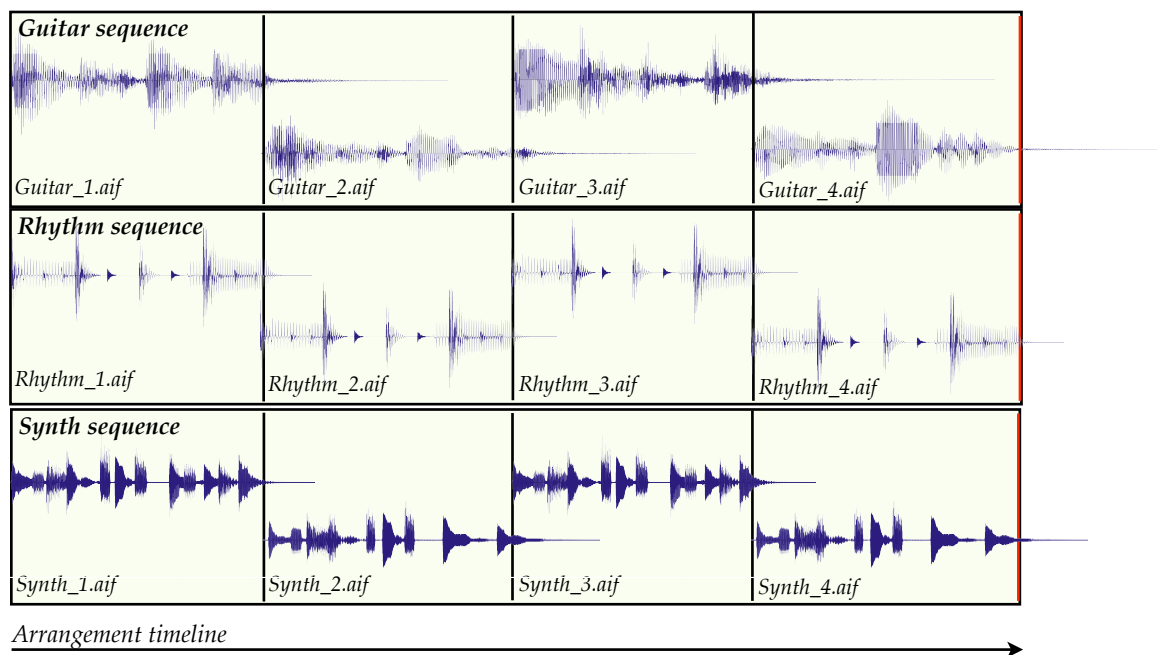 Guitar sequence
Guitar_1.aif Guitar_2.aif Guitar_3.aif Guitar_4.aif
Rhythm sequence
Rhythm_1.aif Rhythm_2.aif Rhythm_3.aif Rhythm_4.aif
Synth sequence
Synth_1.aif Synth_2.aif Synth_3.aif Synth_4.aif
Arrangement timeline